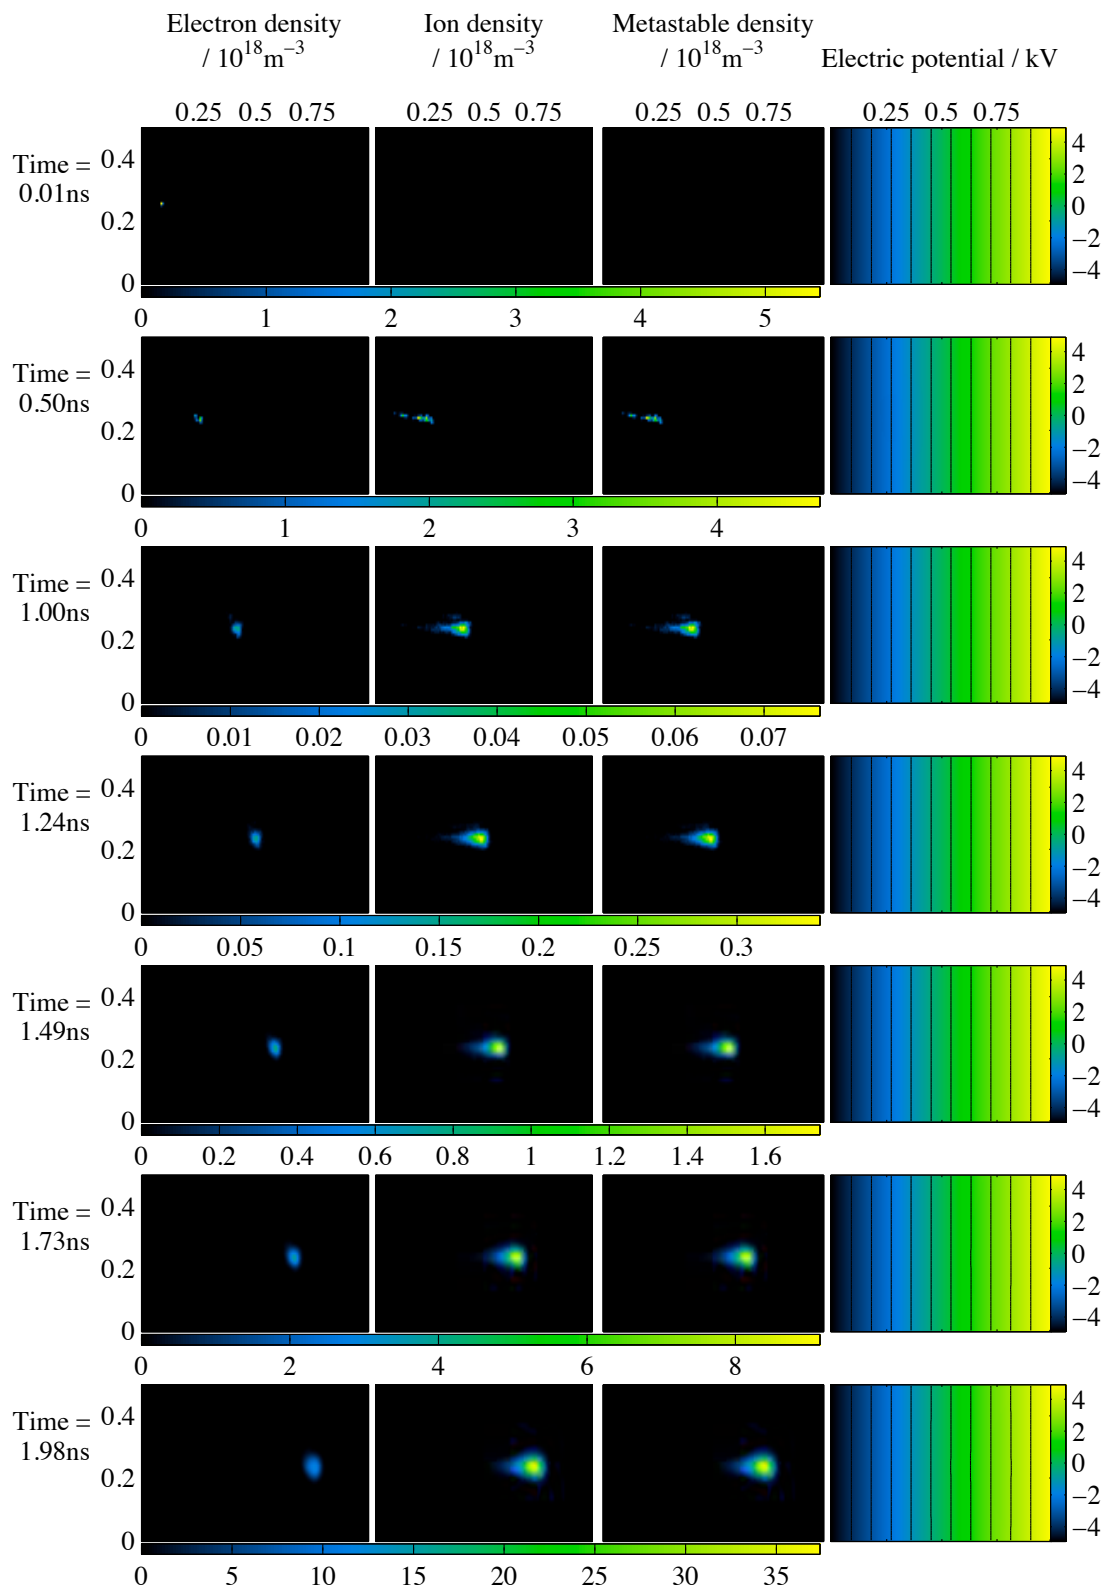 Electron density Ion density Metastable density
/ 10¹⁸m⁻³ / 10¹⁸m⁻³ / 10¹⁸m⁻³ Electric potential / kV
0.25 0.5 0.75 0.25 0.5 0.75 0.25 0.5 0.75 0.25 0.5 0.75
Time = 0.4 4
0.01ns 2
0.2 0
−2
0 −4
0 1 2 3 4 5
Time = 0.4 4
0.50ns 2
0.2 0
−2
0 −4
0 1 2 3 4
Time = 0.4 4
1.00ns 2
0.2 0
−2
0 −4
0 0.01 0.02 0.03 0.04 0.05 0.06 0.07
Time = 0.4 4
1.24ns 2
0.2 0
−2
0 −4
0 0.05 0.1 0.15 0.2 0.25 0.3
Time = 0.4 4
1.49ns 2
0.2 0
−2
0 −4
0 0.2 0.4 0.6 0.8 1 1.2 1.4 1.6
Time = 0.4 4
1.73ns 2
0.2 0
−2
0 −4
0 2 4 6 8
Time = 0.4 4
1.98ns 2
0.2 0
−2
0 −4
0 5 10 15 20 25 30 35